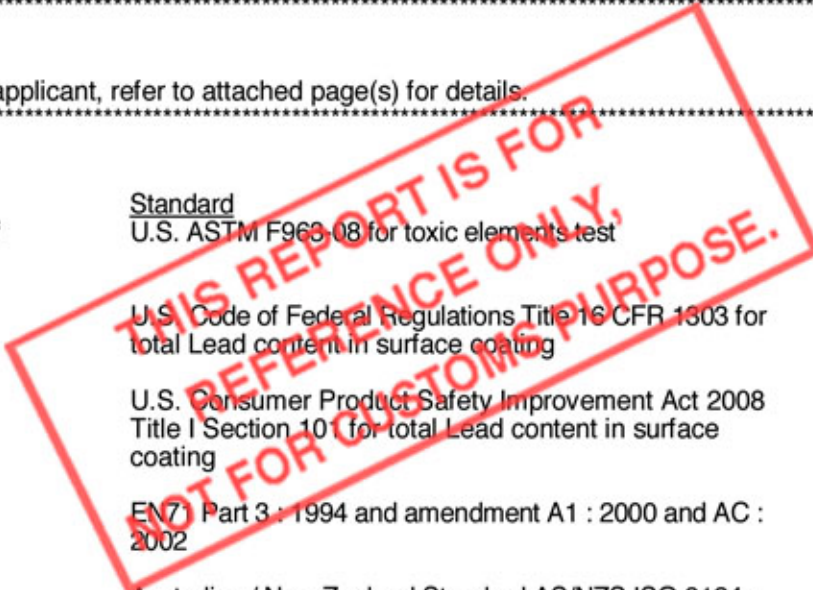 applicant, refer to attached page(s) for details.
Standard
U.S. ASTM F963-08 for toxic elements test
U.S. Code of Federal Regulations Title 16 CFR 1303 for
total Lead content in surface coating
U.S. Consumer Product Safety Improvement Act 2008
Title I Section 101 for total Lead content in surface
coating
EN71 Part 3 : 1994 and amendment A1 : 2000 and AC :
2002
THIS REPORT IS FOR
REFERENCE ONLY,
NOT FOR CUSTOMS PURPOSE.